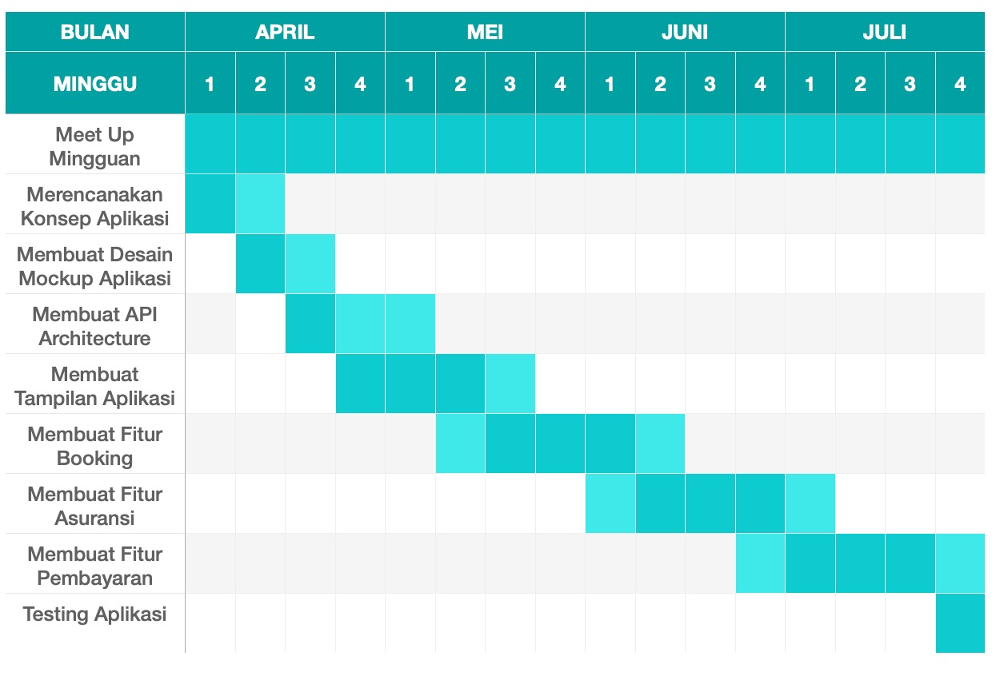 BULAN APRIL MEI JUNI JULI
MINGGU 1 2 3 4 1 2 3 4 1 2 3 4 1 2 3 4
Meet Up
Mingguan
Merencanakan
Konsep Aplikasi
Membuat Desain
Mockup Aplikasi
Membuat API
Architecture
Membuat
Tampilan Aplikasi
Membuat Fitur
Booking
Membuat Fitur
Asuransi
Membuat Fitur
Pembayaran
Testing Aplikasi